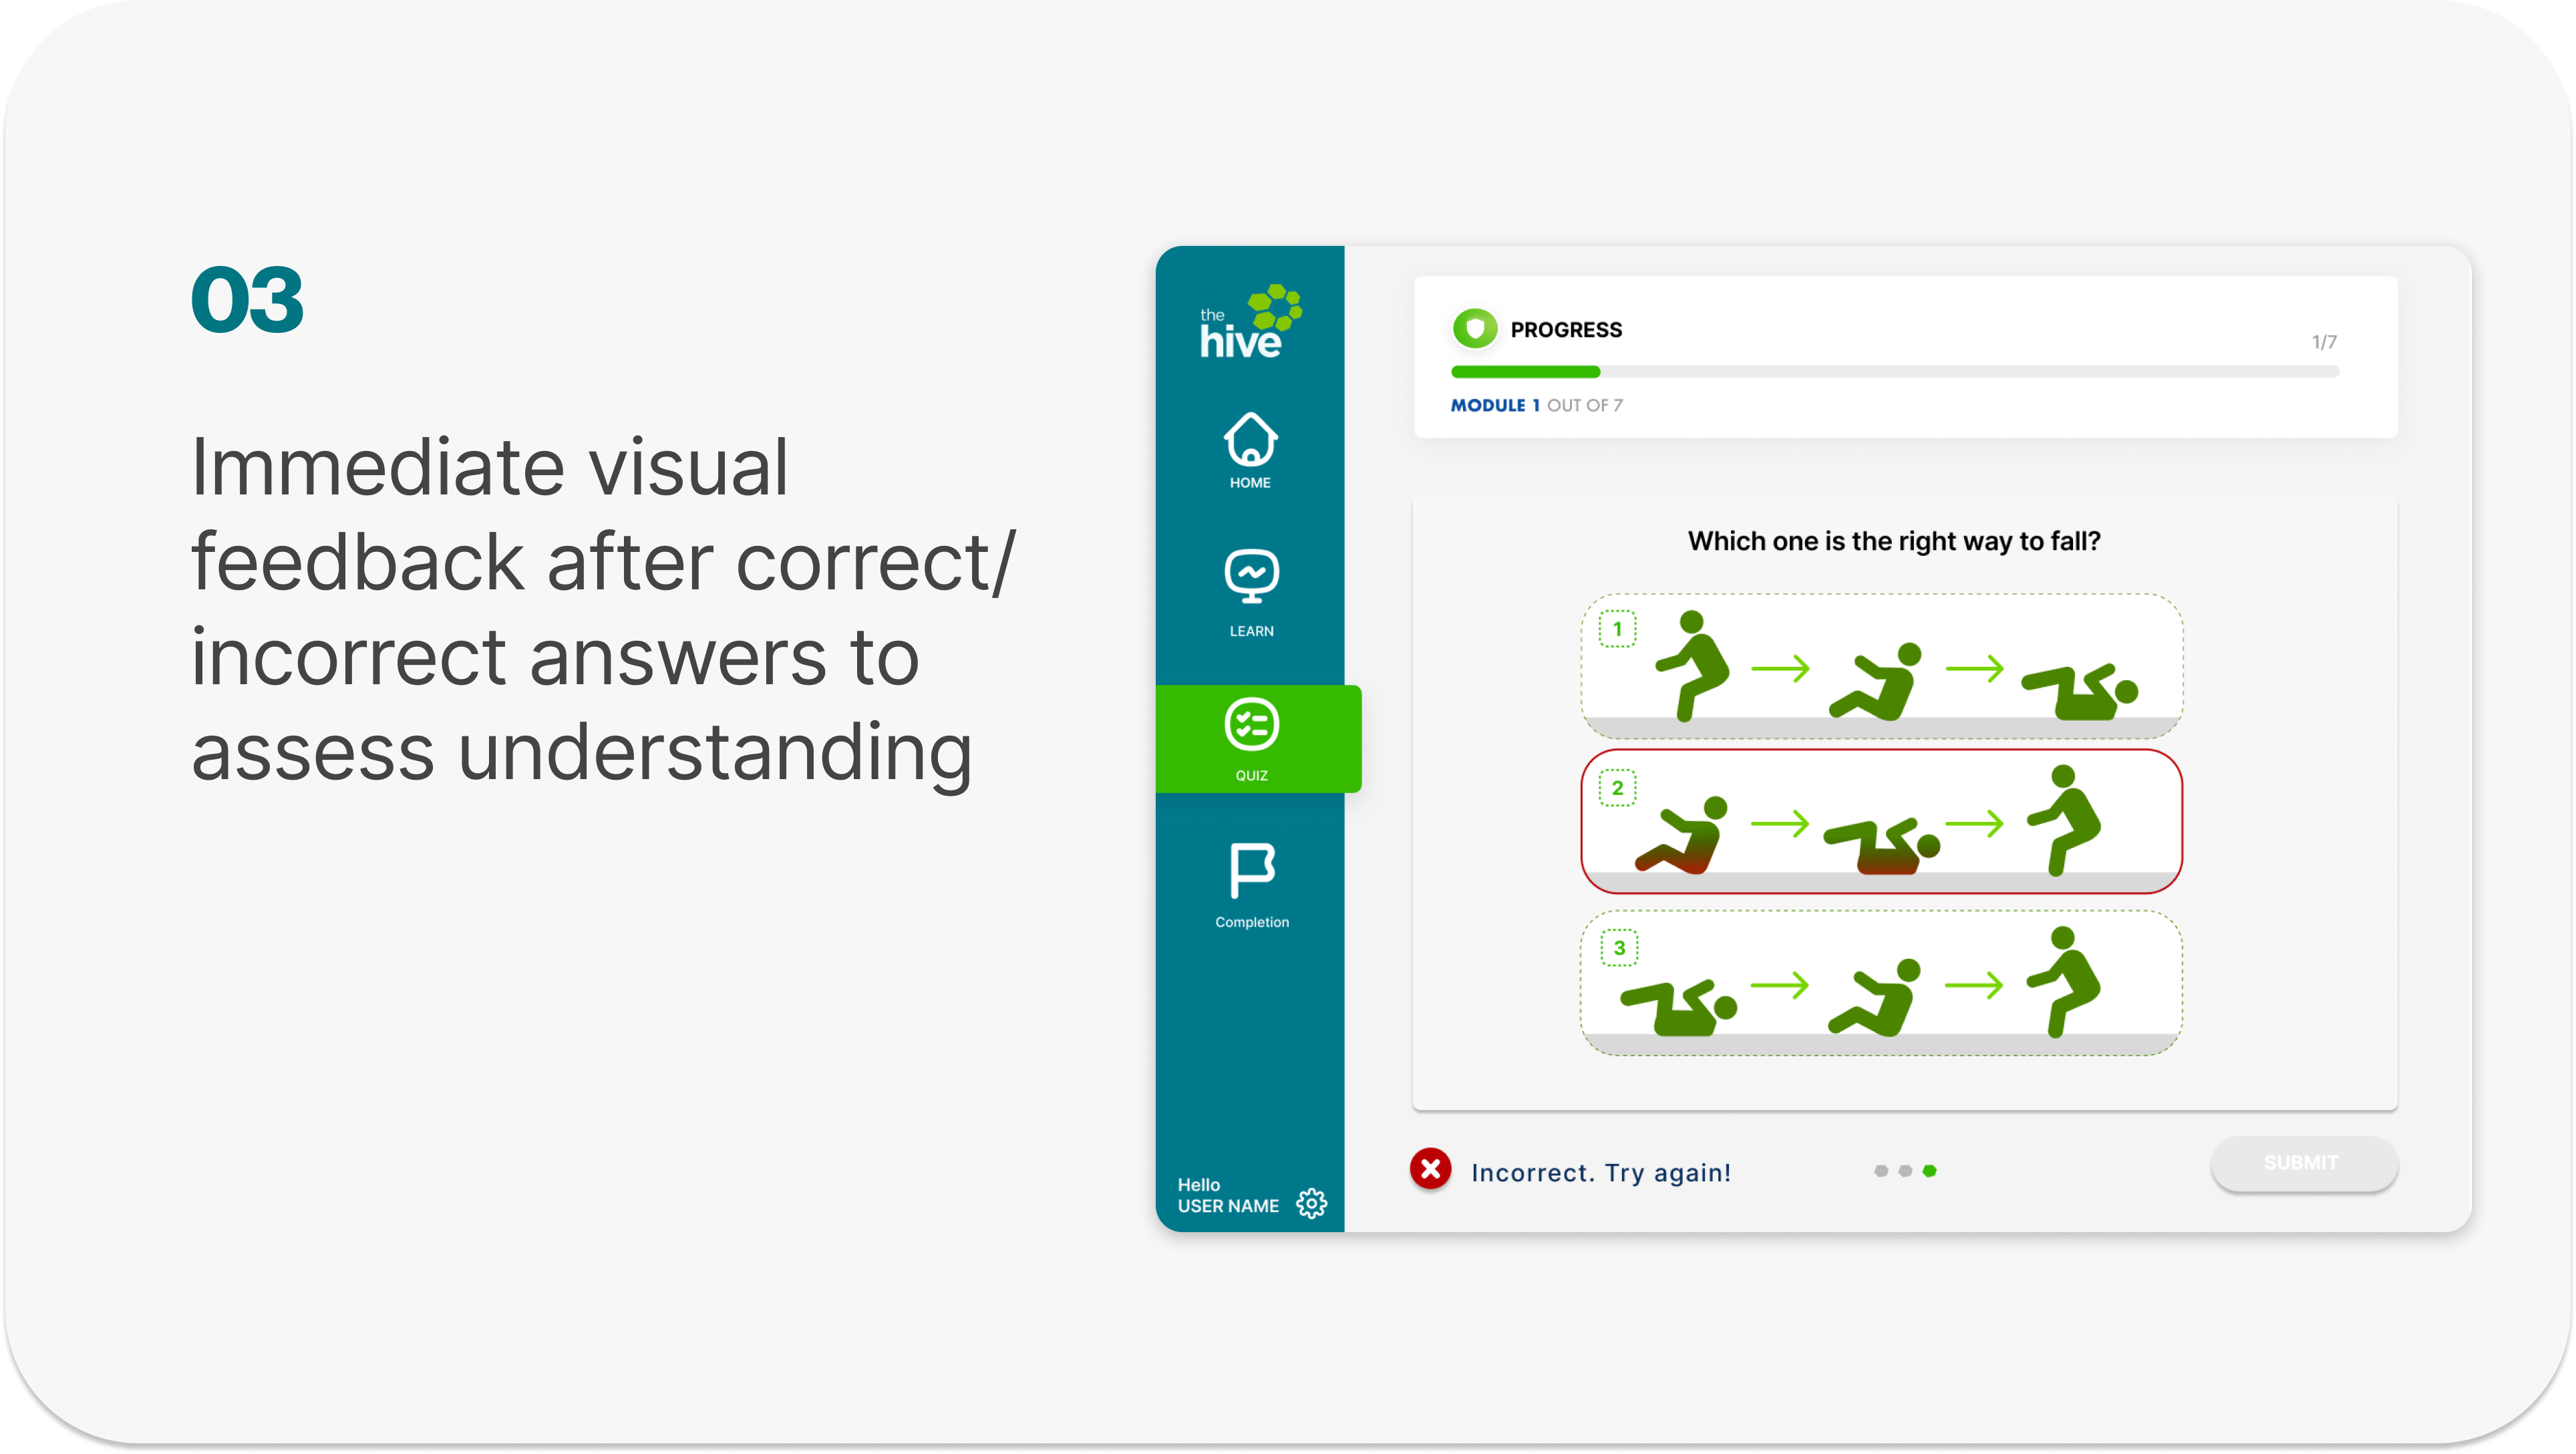 03
Immediate visual
feedback after correct/
incorrect answers to
assess understanding
the
hive
HOME
LEARN
QUIZ
Completion
Hello
USER NAME
PROGRESS
1/7
MODULE 1 OUT OF 7
Which one is the right way to fall?
1
2
3
Incorrect. Try again!
SUBMIT